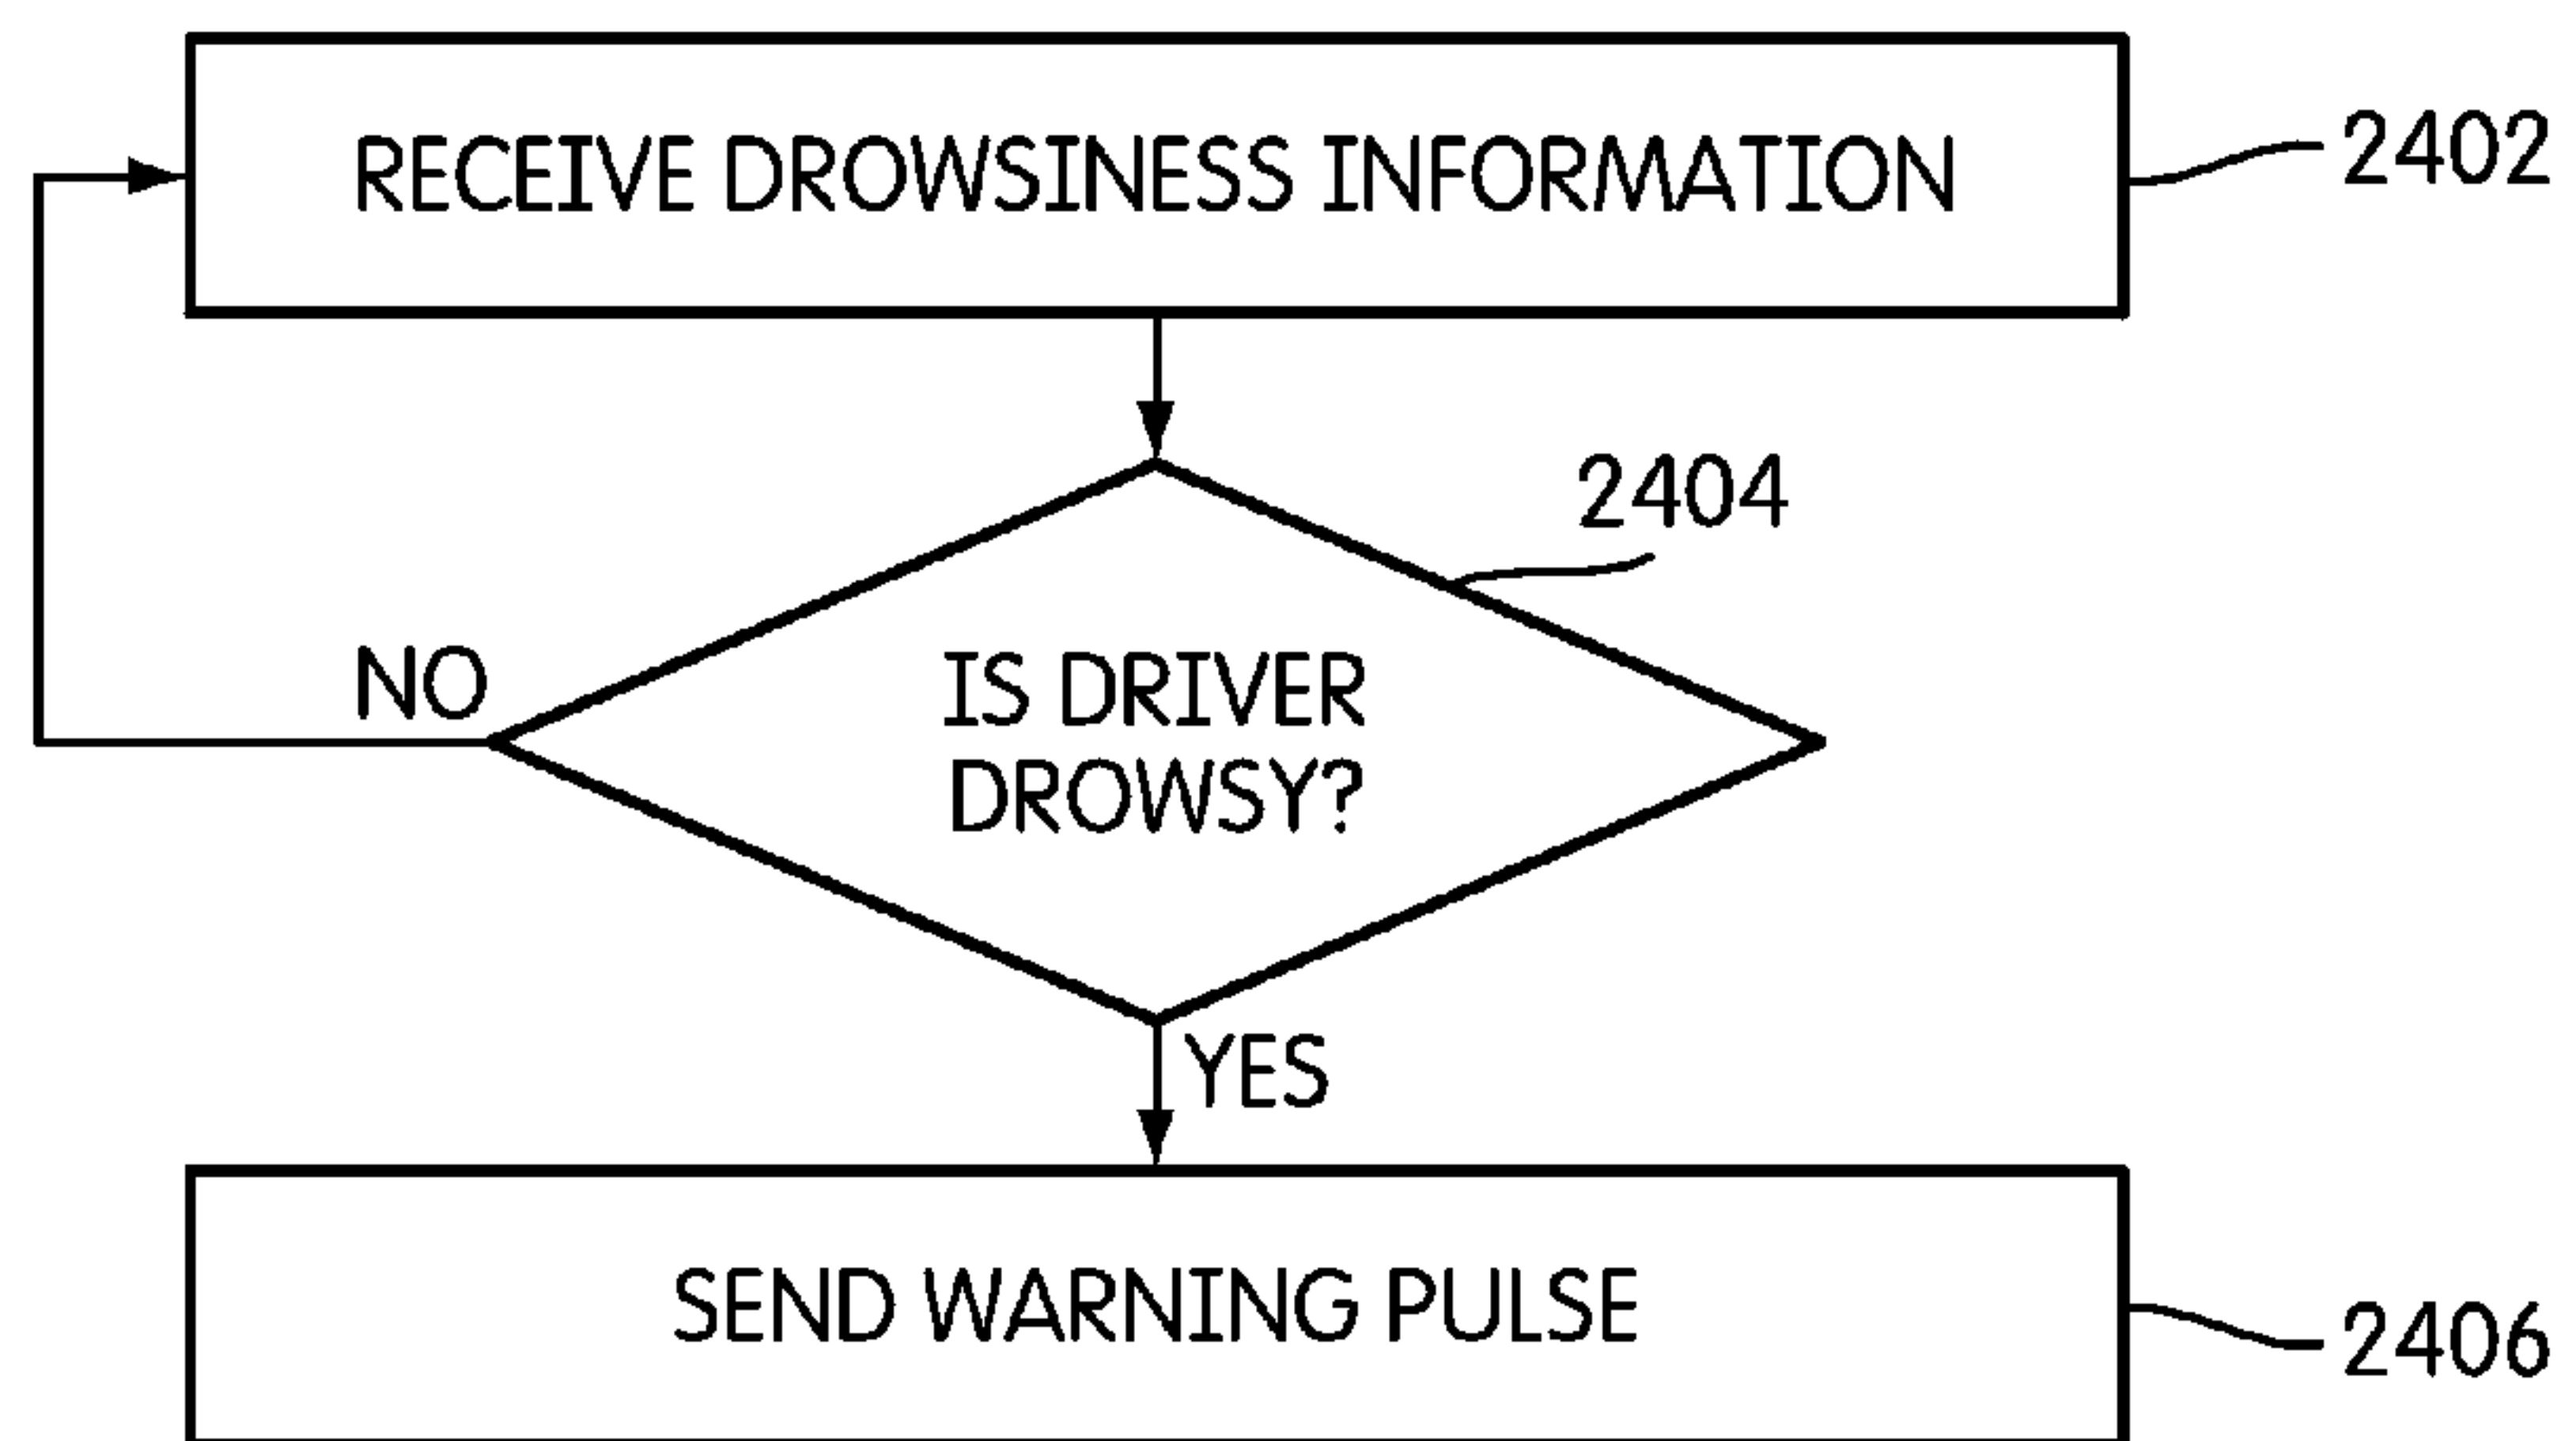 RECEIVE DROWSINESS INFORMATION
2402
2404
NO
IS DRIVER
DROWSY?
YES
SEND WARNING PULSE
2406